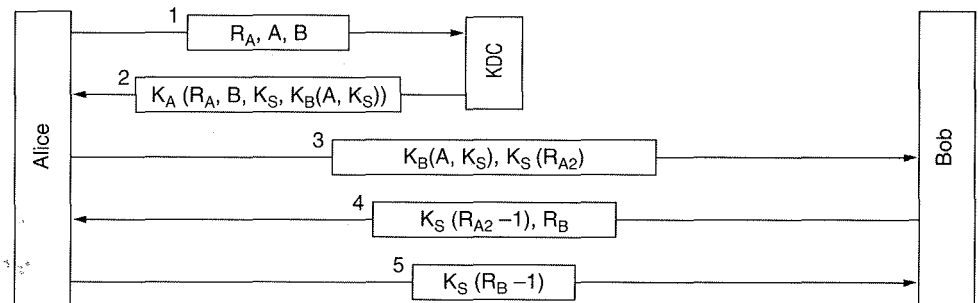 1
R_A, A, B
KDC
2
K_A (R_A, B, K_S, K_B(A, K_S))
Alice
Bob
3
K_B(A, K_S), K_S (R_A2)
4
K_S (R_A2 –1), R_B
5
K_S (R_B –1)